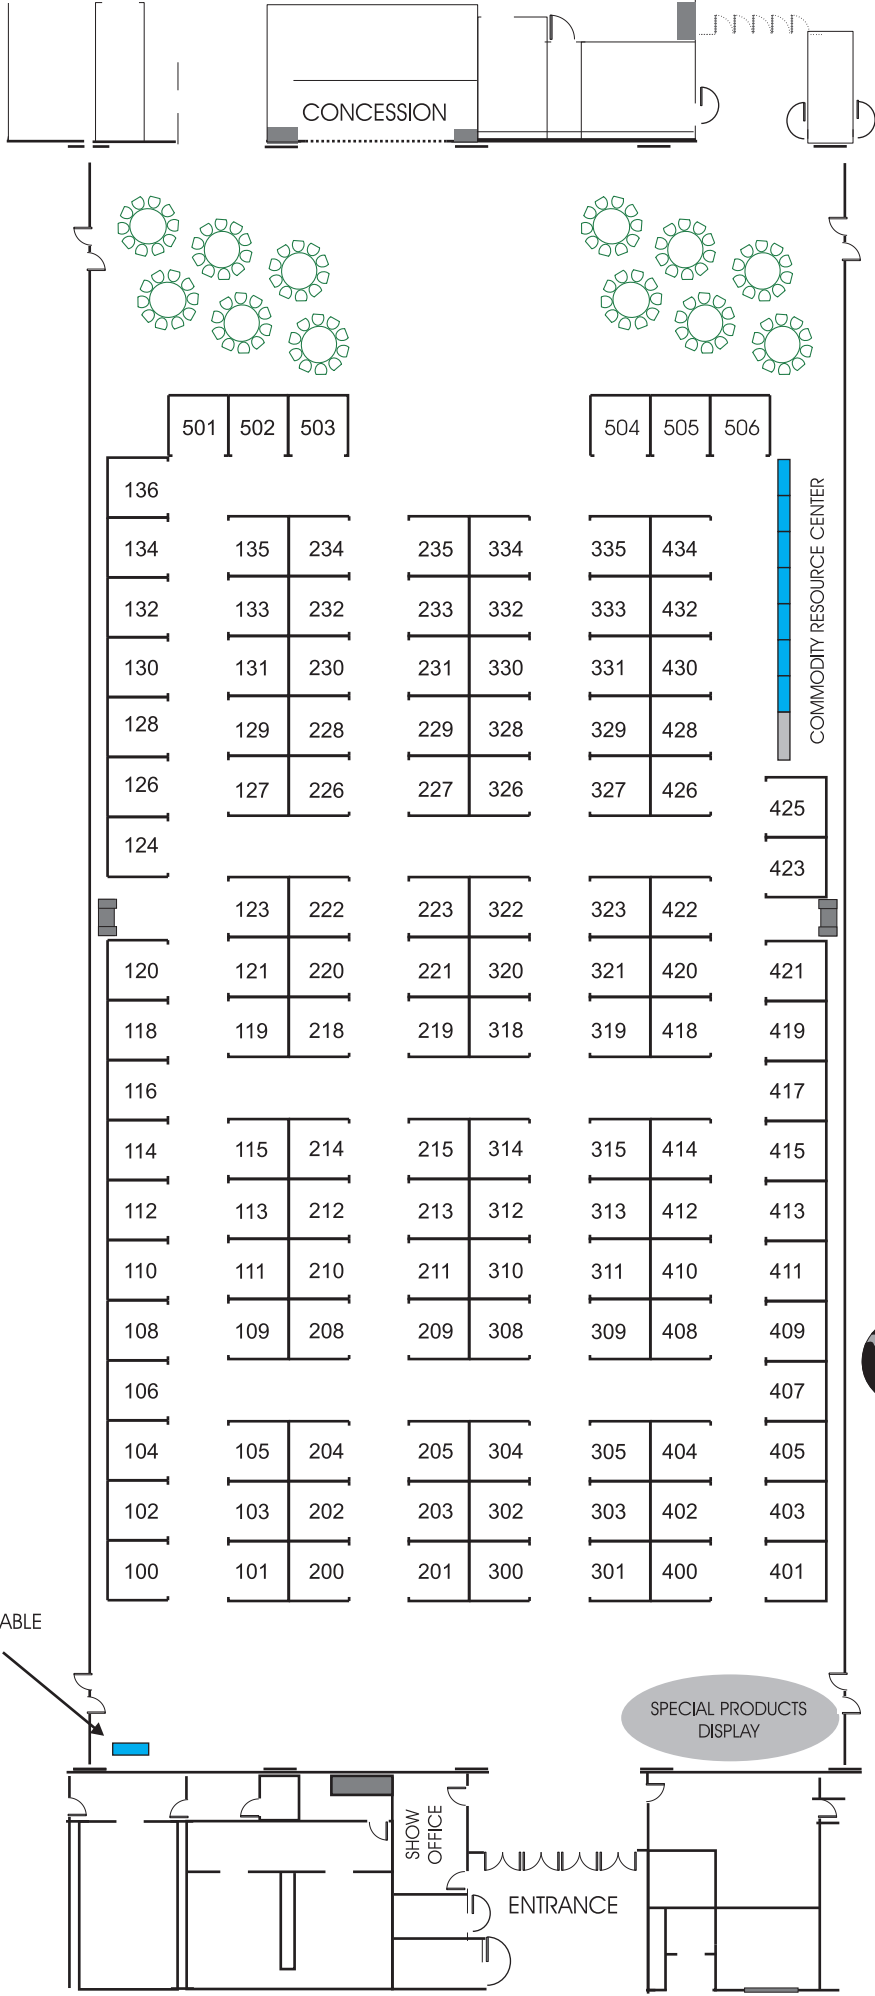 CONCESSION
501 502 503 504 505 506
136
134 135 234 235 334 335 434
132 133 232 233 332 333 432
130 131 230 231 330 331 430
128 129 228 229 328 329 428
126 127 226 227 326 327 426
COMMODITY RESOURCE CENTER
425
124
423
123 222 223 322 323 422
120 121 220 221 320 321 420 421
118 119 218 219 318 319 418 419
116 417
114 115 214 215 314 315 414 415
112 113 212 213 312 313 412 413
110 111 210 211 310 311 410 411
108 109 208 209 308 309 408 409
106 407
104 105 204 205 304 305 404 405
102 103 202 203 302 303 402 403
100 101 200 201 300 301 400 401
ABLE
SPECIAL PRODUCTS
DISPLAY
SHOW
OFFICE
ENTRANCE